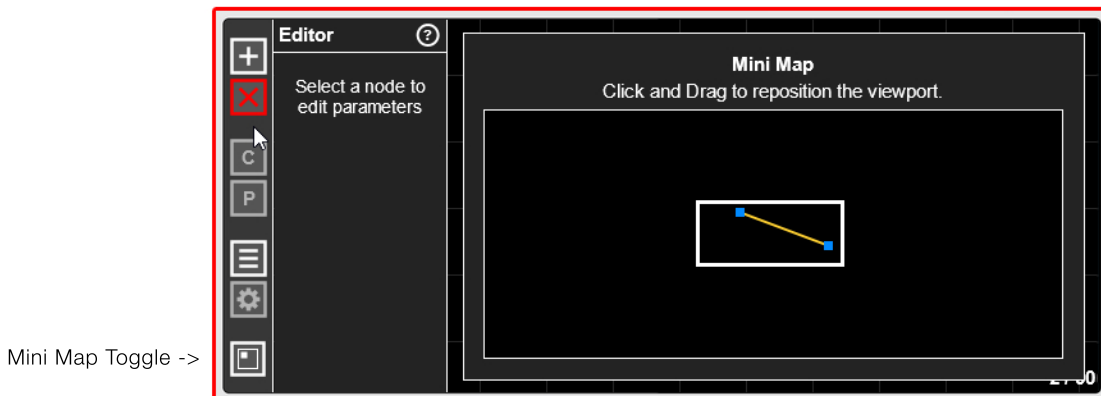 Editor
?
Select a node to
edit parameters
C
P
Mini Map
Click and Drag to reposition the viewport.
Mini Map Toggle ->